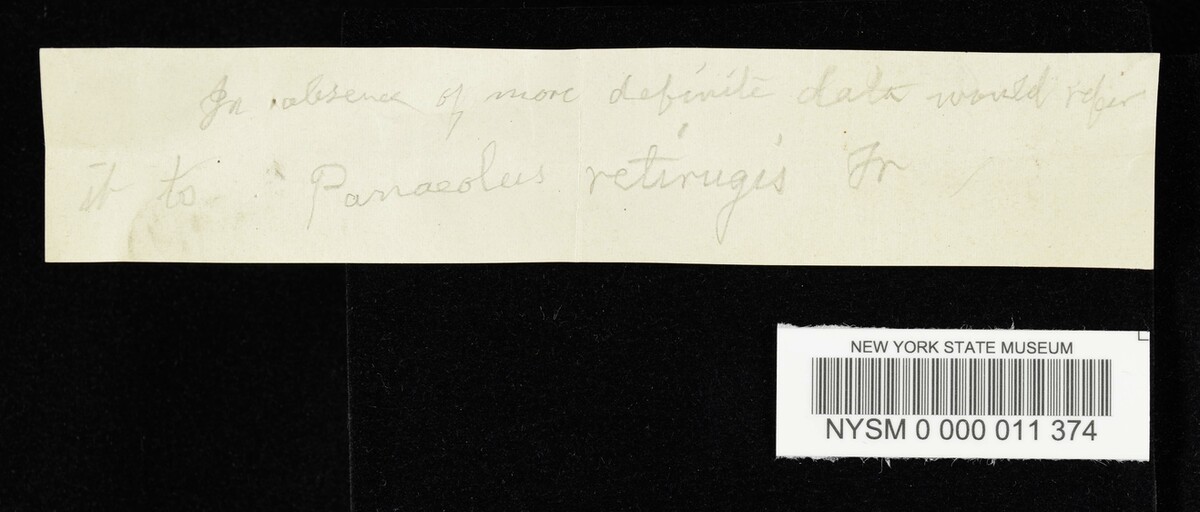 In absence of more definite data would refer
it to Panaeolus retirugis Fr
NEW YORK STATE MUSEUM
NYSM 0 000 011 374